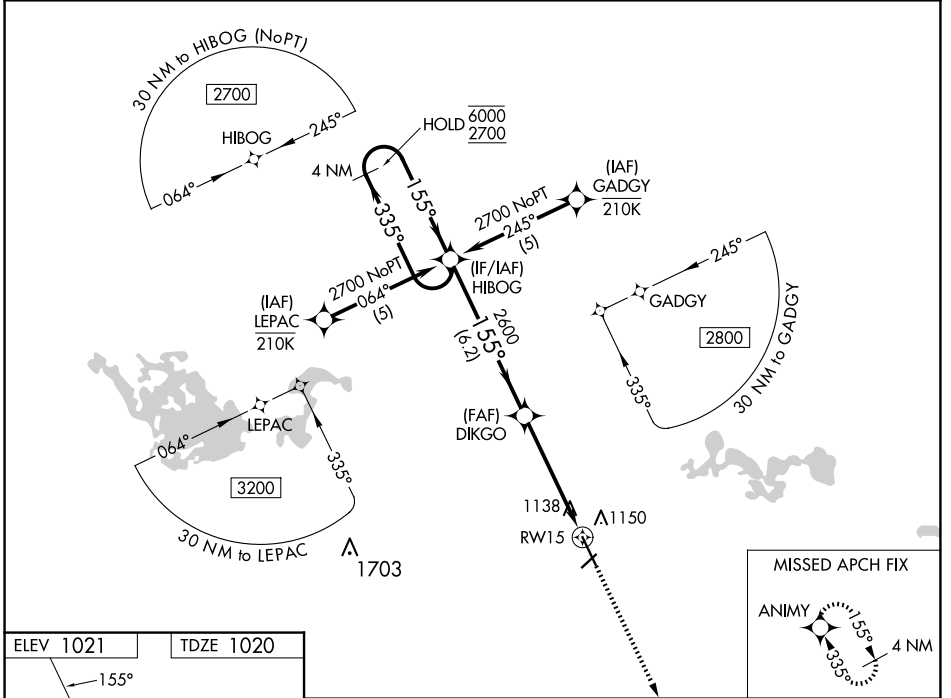 30 NM to HIBOG (NoPT)
2700
HIBOG
245°
064°
HOLD 6000
2700
4 NM
155°
335°
(IAF)
GADGY
210K
2700 NoPT
245°
(5)
(IF/IAF)
HIBOG
2700 NoPT
064°
(5)
(IAF)
LEPAC
210K
2600
155°
(6.2)
245°
GADGY
2800
335°
30 NM to GADGY
(FAF)
DIKGO
LEPAC
064°
335°
3200
30 NM to LEPAC
1703
1138
1150
RW15
MISSED APCH FIX
ANIMY
155°
335°
4 NM
ELEV 1021
TDZE 1020
155°